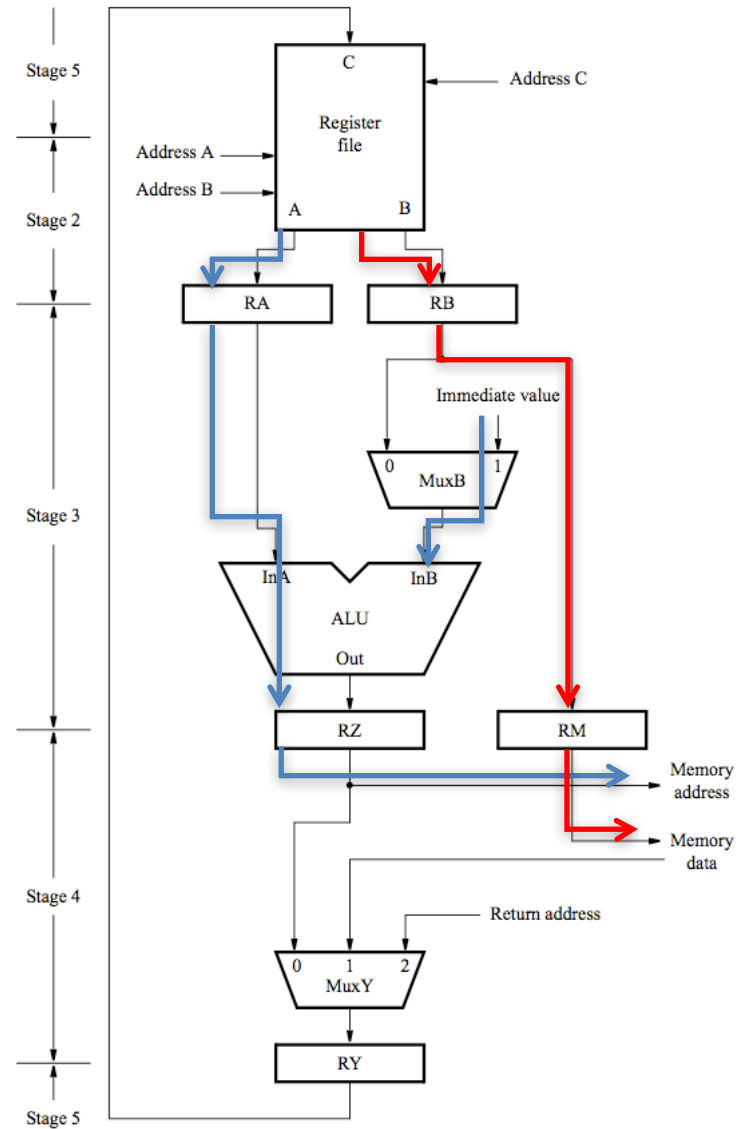 Stage 5
C
Address C
Register
file
Address A
Address B
A
B
Stage 2
RA
RB
Immediate value
0
1
MuxB
Stage 3
InA
InB
ALU
Out
RZ
RM
Memory
address
Memory
data
Stage 4
Return address
0
1
2
MuxY
RY
Stage 5